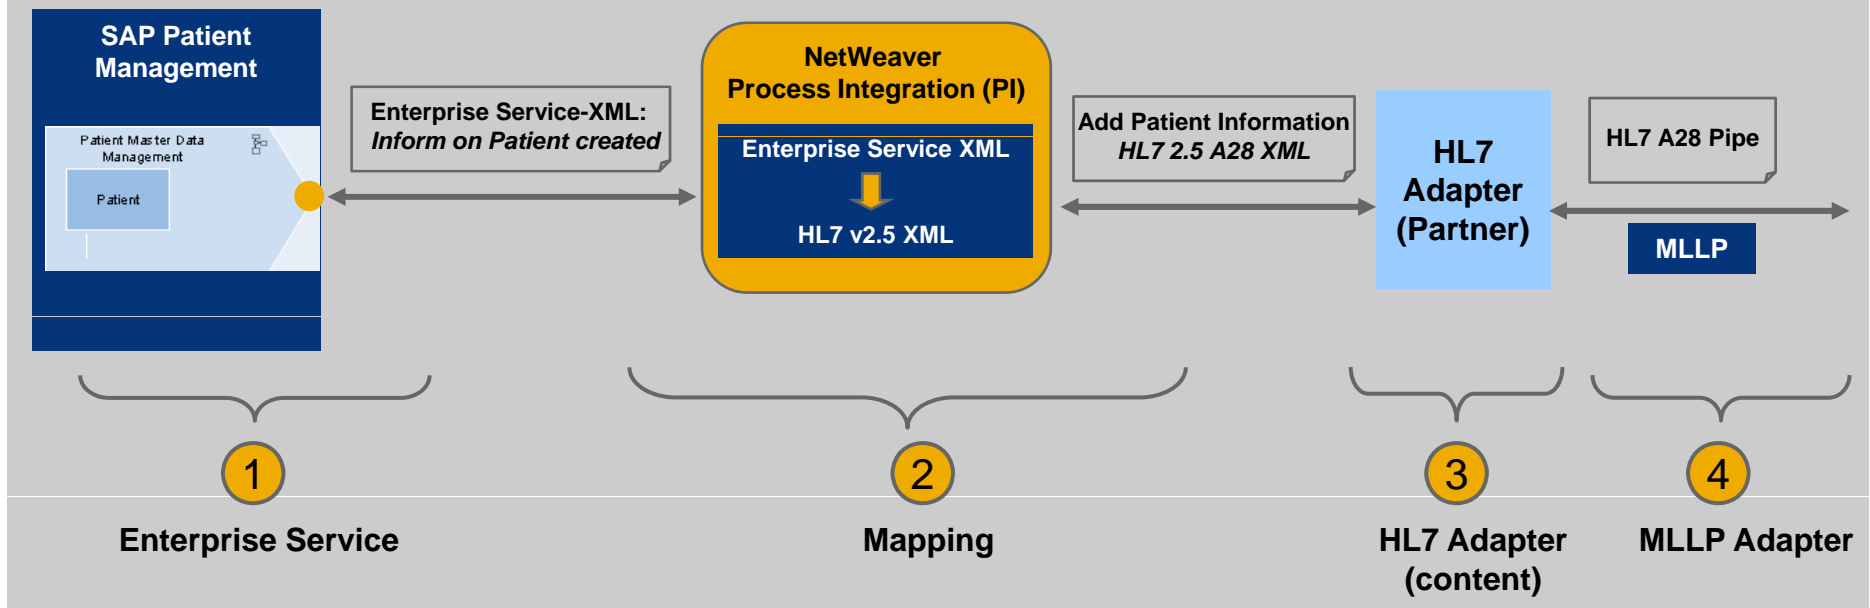 SAP Patient
Management
Patient Master Data
Management
Patient
Enterprise Service-XML:
Inform on Patient created
NetWeaver
Process Integration (PI)
Enterprise Service XML
HL7 v2.5 XML
Add Patient Information
HL7 2.5 A28 XML
HL7
Adapter
(Partner)
HL7 A28 Pipe
MLLP
1
Enterprise Service
2
Mapping
3
HL7 Adapter
(content)
4
MLLP Adapter